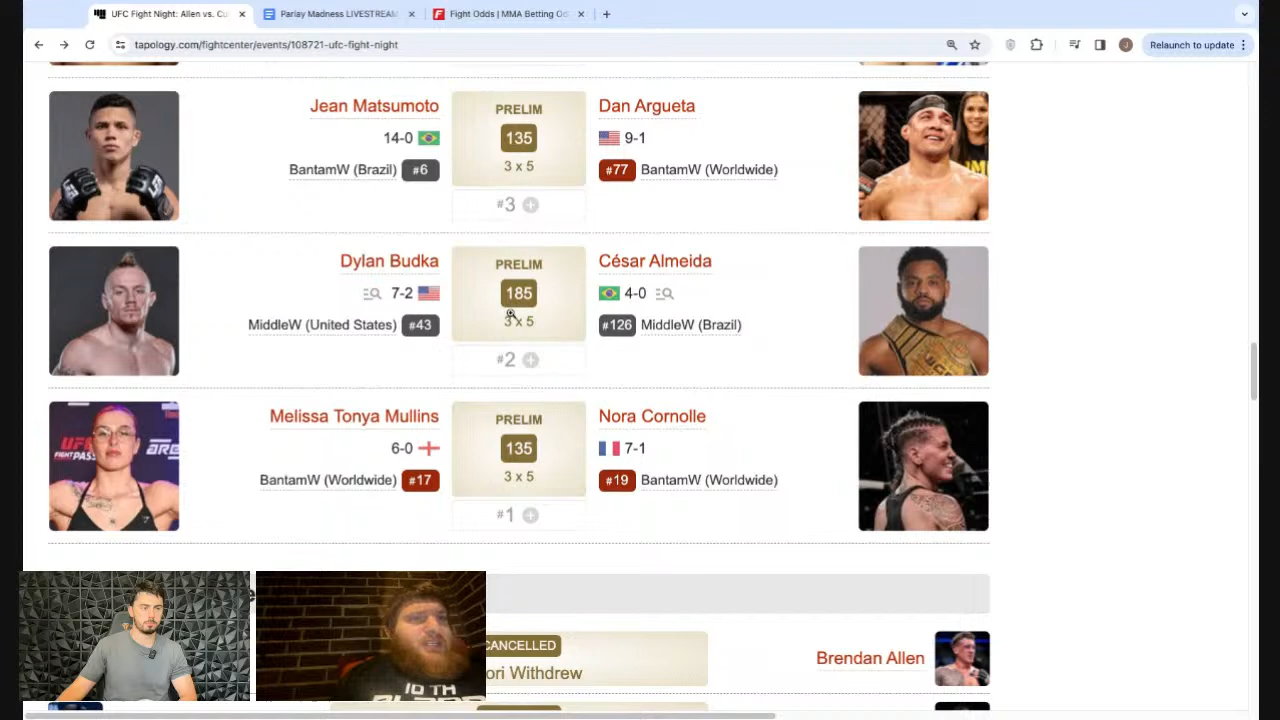 UFC Fight Night: Allen vs. Cu
Parlay Madness LIVESTREAM
Fight Odds | MMA Betting Od
tapology.com/fightcenter/events/108721-ufc-fight-night
Relaunch to update
J
Jean Matsumoto
PRELIM
Dan Argueta
14-0
135
9-1
BantamW (Brazil) #6
3 x 5
#77 BantamW (Worldwide)
#3
Dylan Budka
PRELIM
César Almeida
7-2
185
4-0
MiddleW (United States) #43
3 x 5
#126 MiddleW (Brazil)
#2
Melissa Tonya Mullins
PRELIM
Nora Cornolle
6-0
135
7-1
BantamW (Worldwide) #17
3 x 5
#19 BantamW (Worldwide)
#1
UFC
FIGHT PASS
CANCELLED
ori Withdrew
Brendan Allen
10TH